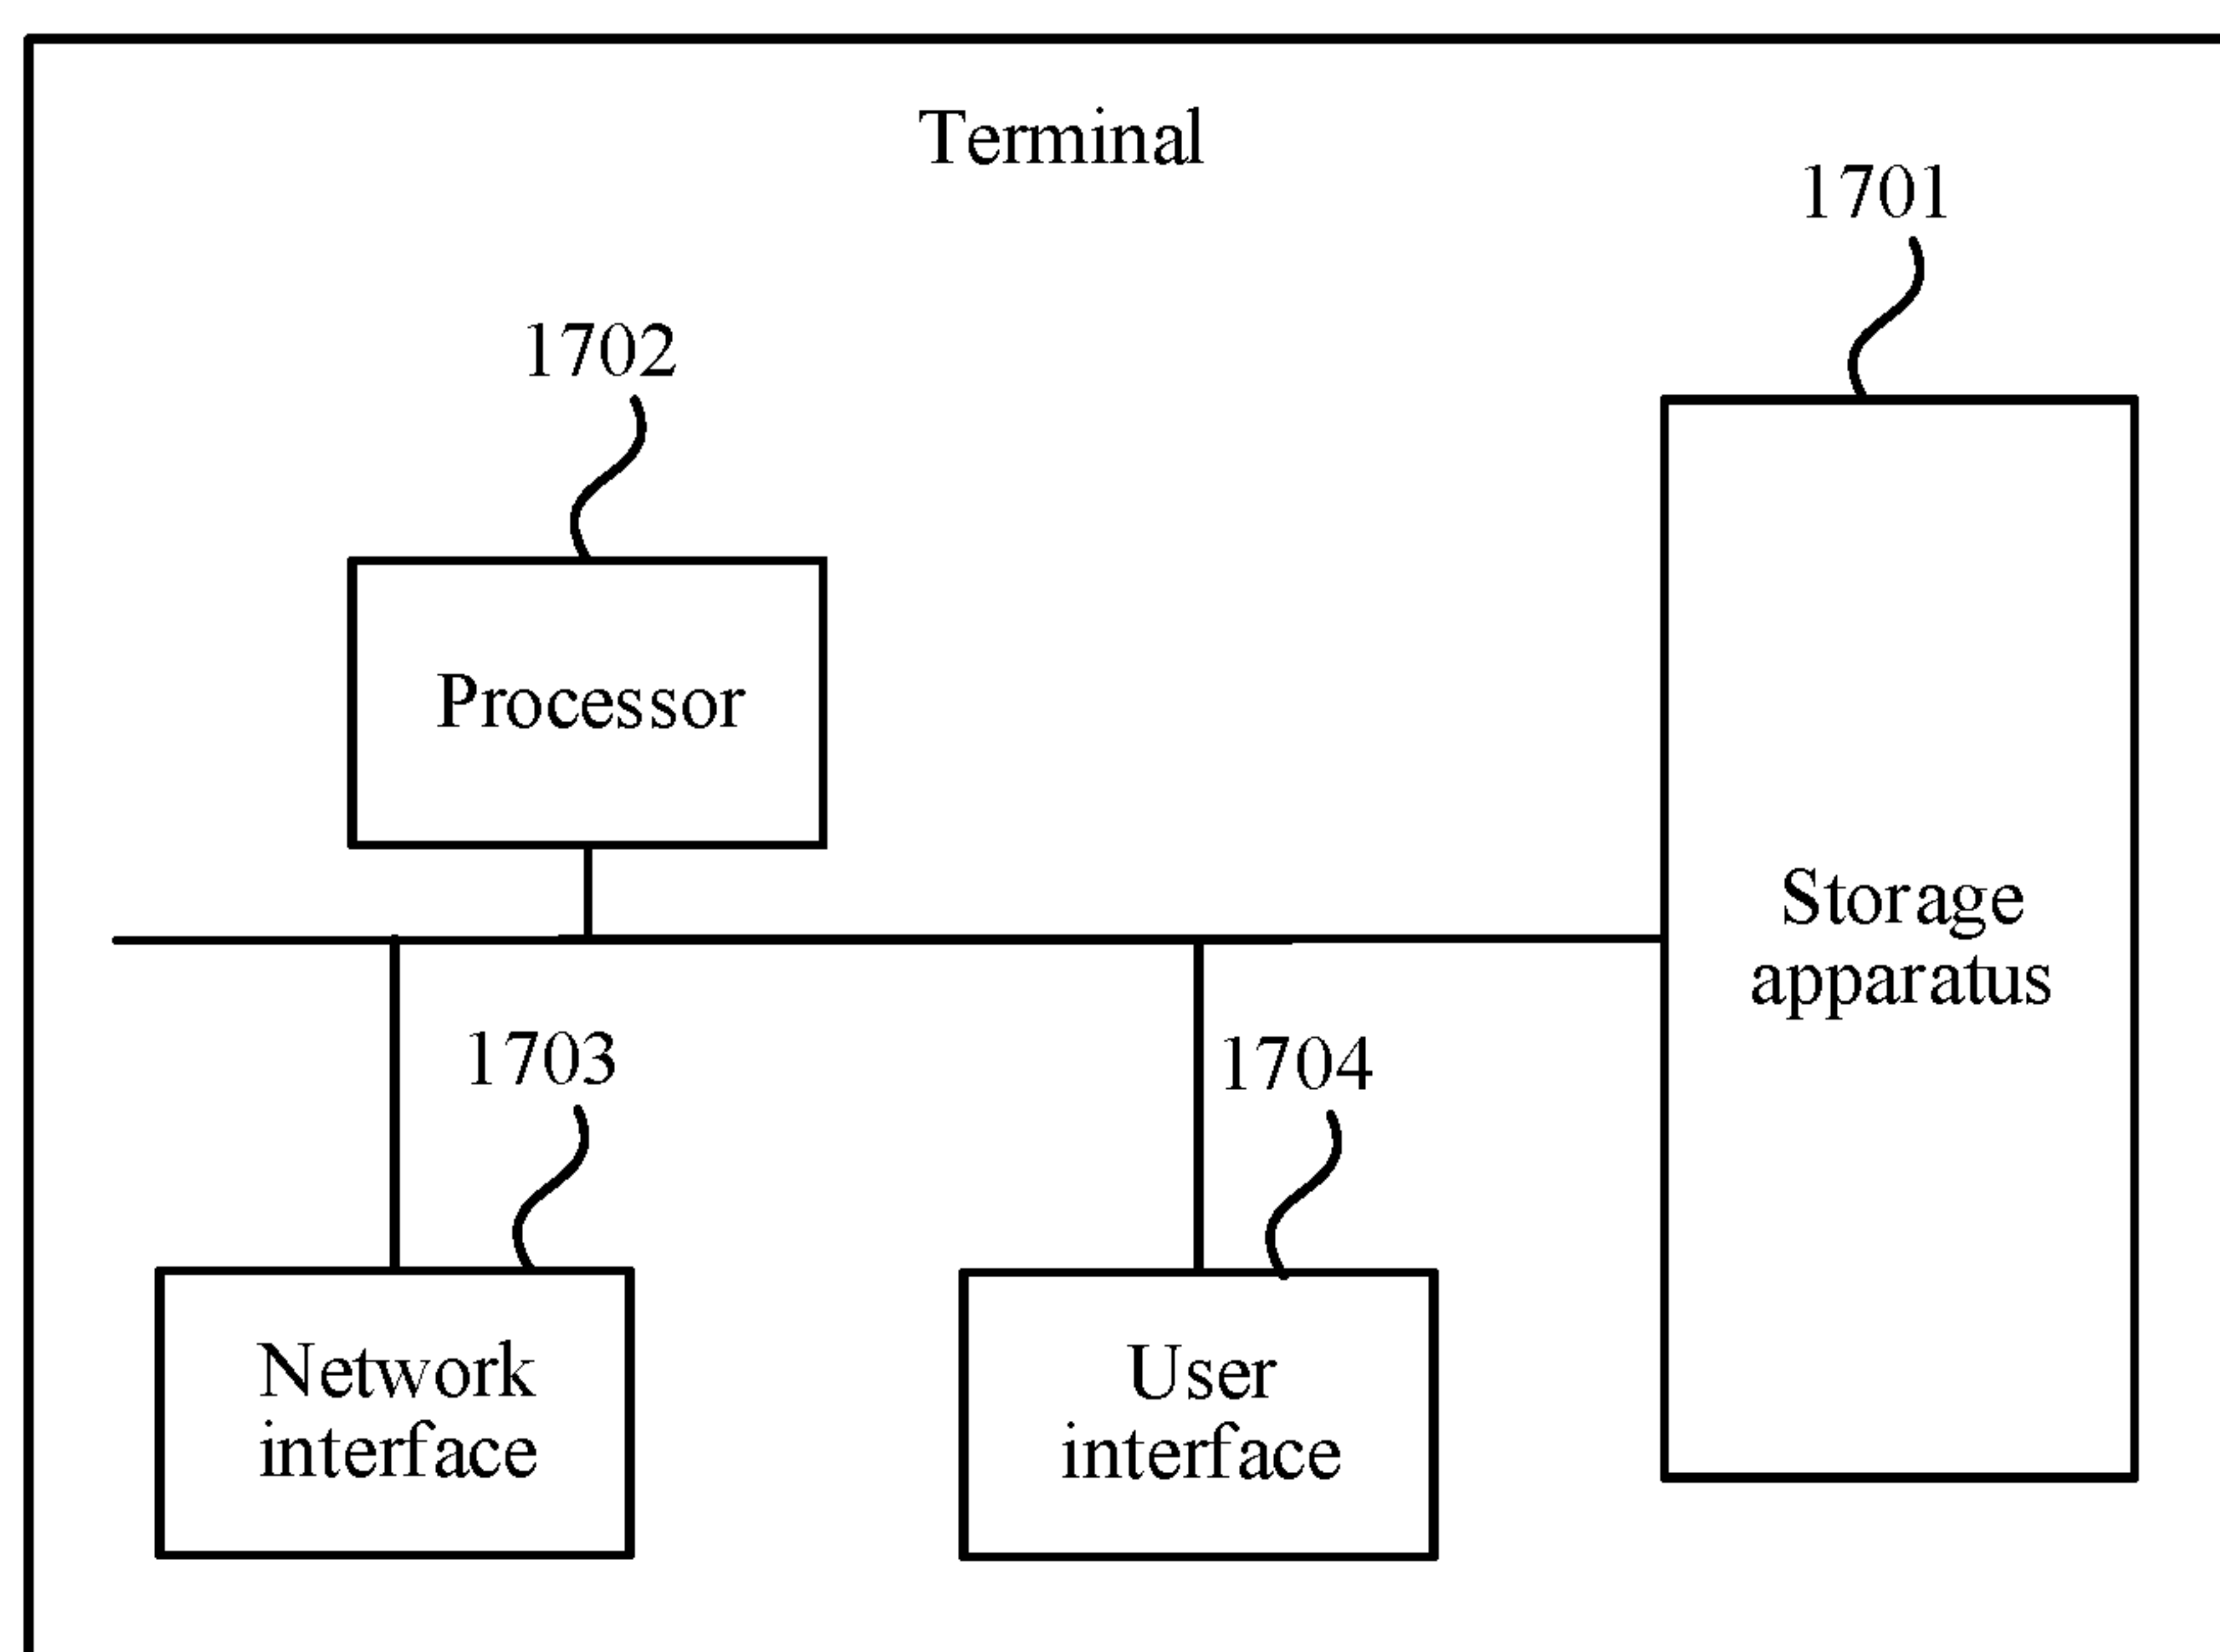 Terminal
1701
1702
Processor
Storage
apparatus
1703
1704
Network
interface
User
interface